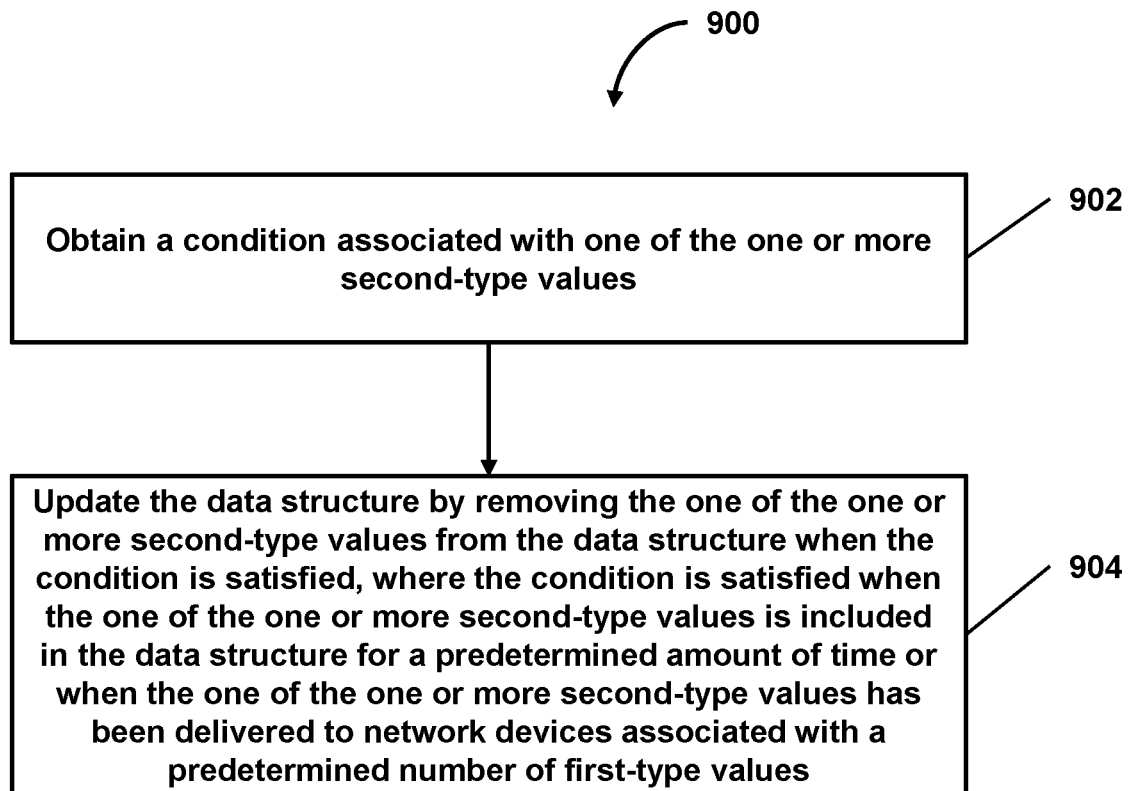 900
902
Obtain a condition associated with one of the one or more
second-type values
Update the data structure by removing the one of the one or
more second-type values from the data structure when the
condition is satisfied, where the condition is satisfied when
the one of the one or more second-type values is included
in the data structure for a predetermined amount of time or
when the one of the one or more second-type values has
been delivered to network devices associated with a
predetermined number of first-type values
904